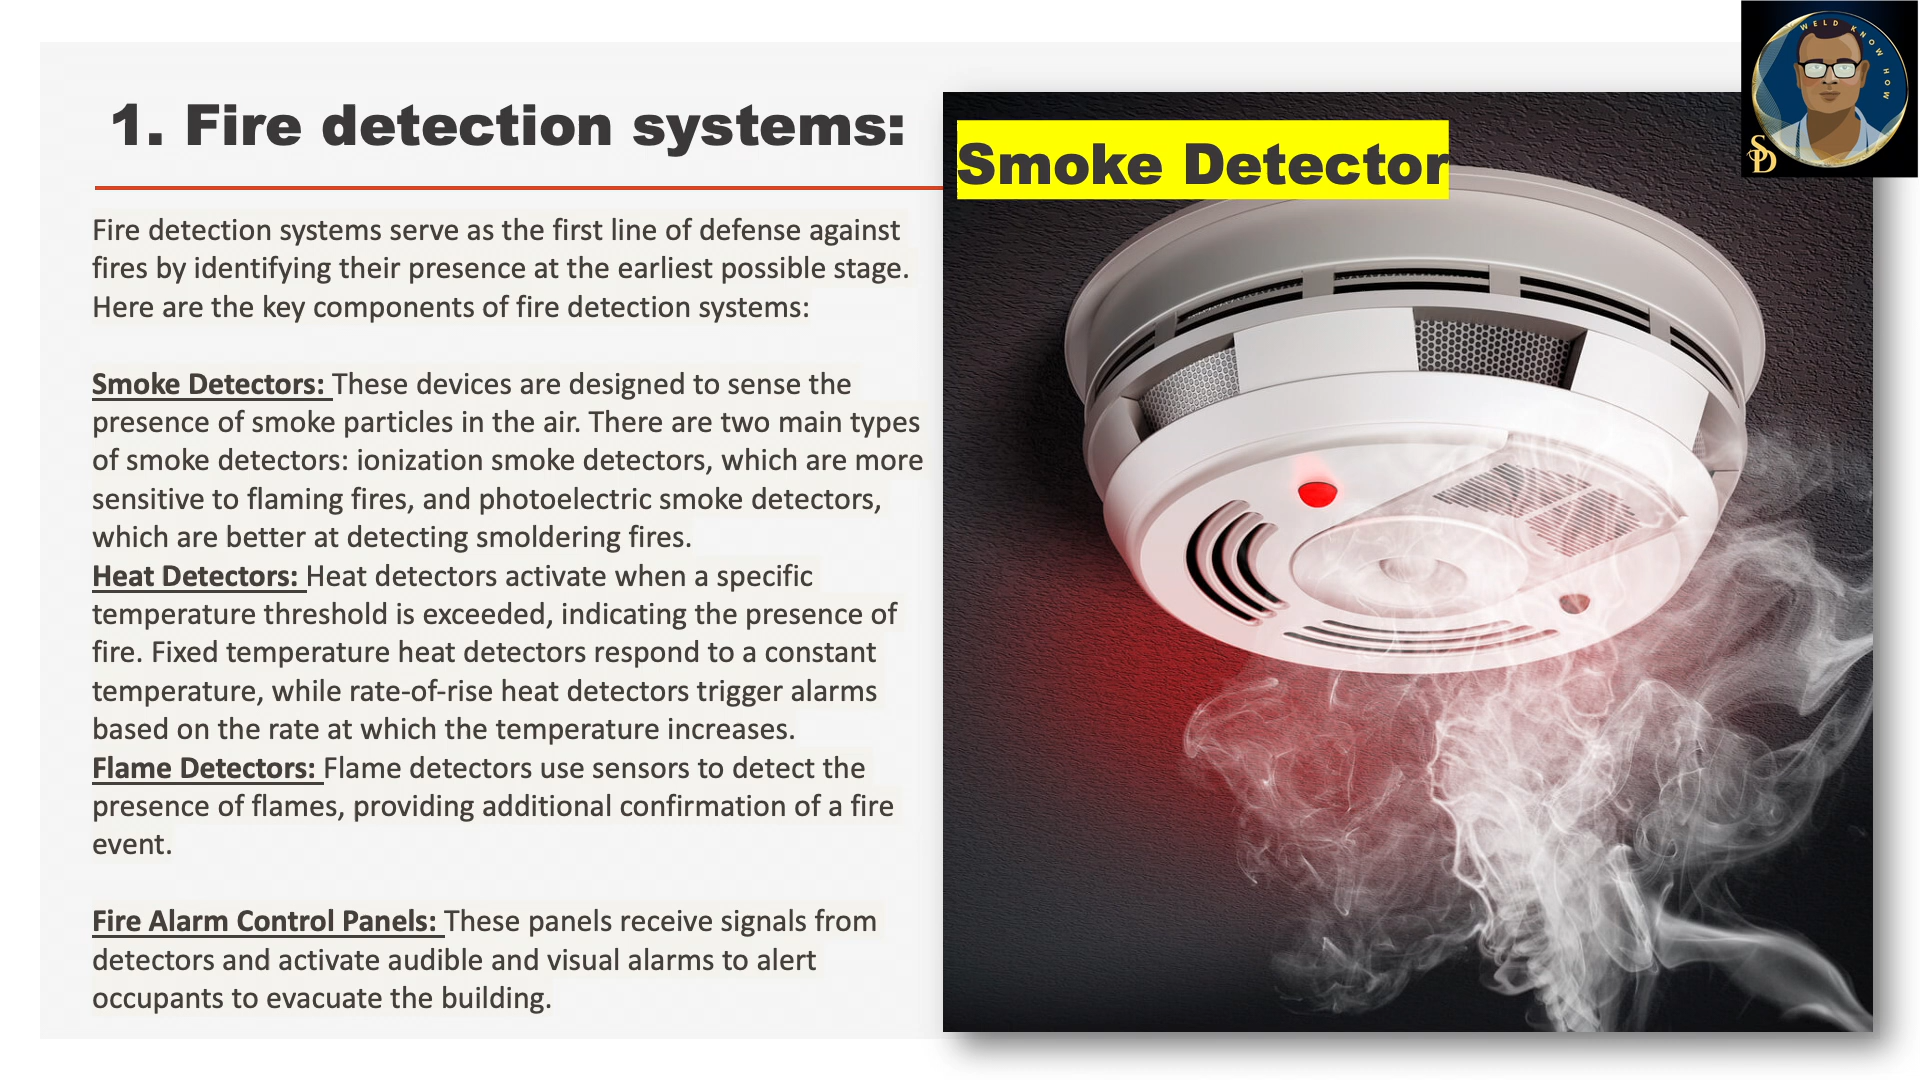 WELD KNOW HOW
SD
1. Fire detection systems:
Smoke Detector
Fire detection systems serve as the first line of defense against
fires by identifying their presence at the earliest possible stage.
Here are the key components of fire detection systems:
Smoke Detectors: These devices are designed to sense the
presence of smoke particles in the air. There are two main types
of smoke detectors: ionization smoke detectors, which are more
sensitive to flaming fires, and photoelectric smoke detectors,
which are better at detecting smoldering fires.
Heat Detectors: Heat detectors activate when a specific
temperature threshold is exceeded, indicating the presence of
fire. Fixed temperature heat detectors respond to a constant
temperature, while rate-of-rise heat detectors trigger alarms
based on the rate at which the temperature increases.
Flame Detectors: Flame detectors use sensors to detect the
presence of flames, providing additional confirmation of a fire
event.
Fire Alarm Control Panels: These panels receive signals from
detectors and activate audible and visual alarms to alert
occupants to evacuate the building.